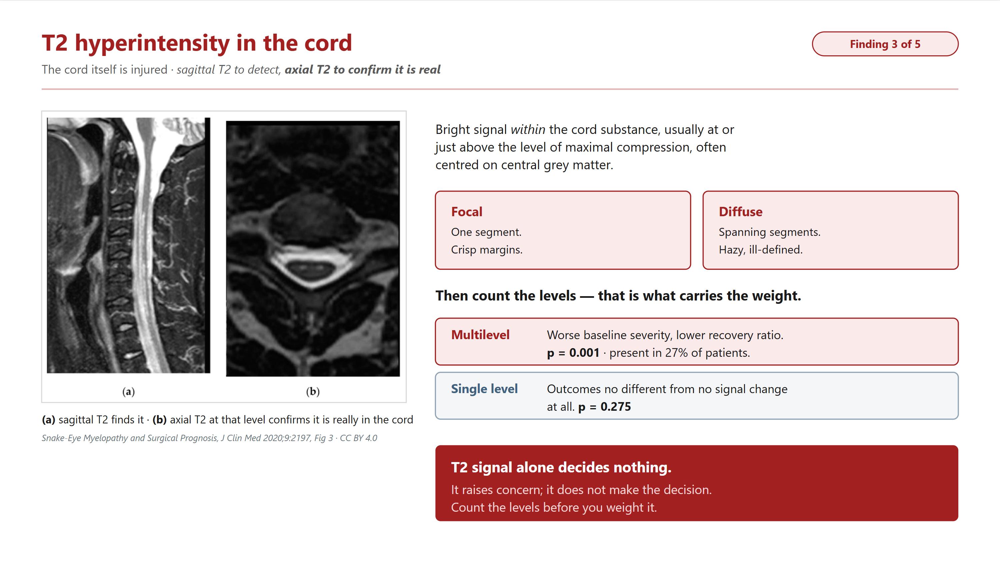 T2 hyperintensity in the cord
Finding 3 of 5
The cord itself is injured · sagittal T2 to detect, axial T2 to confirm it is real
(a)
(b)
(a) sagittal T2 finds it · (b) axial T2 at that level confirms it is really in the cord
Snake-Eye Myelopathy and Surgical Prognosis, J Clin Med 2020;9:2197, Fig 3 · CC BY 4.0
Bright signal within the cord substance, usually at or
just above the level of maximal compression, often
centred on central grey matter.
Focal
One segment.
Crisp margins.
Diffuse
Spanning segments.
Hazy, ill-defined.
Then count the levels — that is what carries the weight.
Multilevel
Worse baseline severity, lower recovery ratio.
p = 0.001 · present in 27% of patients.
Single level
Outcomes no different from no signal change
at all. p = 0.275
T2 signal alone decides nothing.
It raises concern; it does not make the decision.
Count the levels before you weight it.